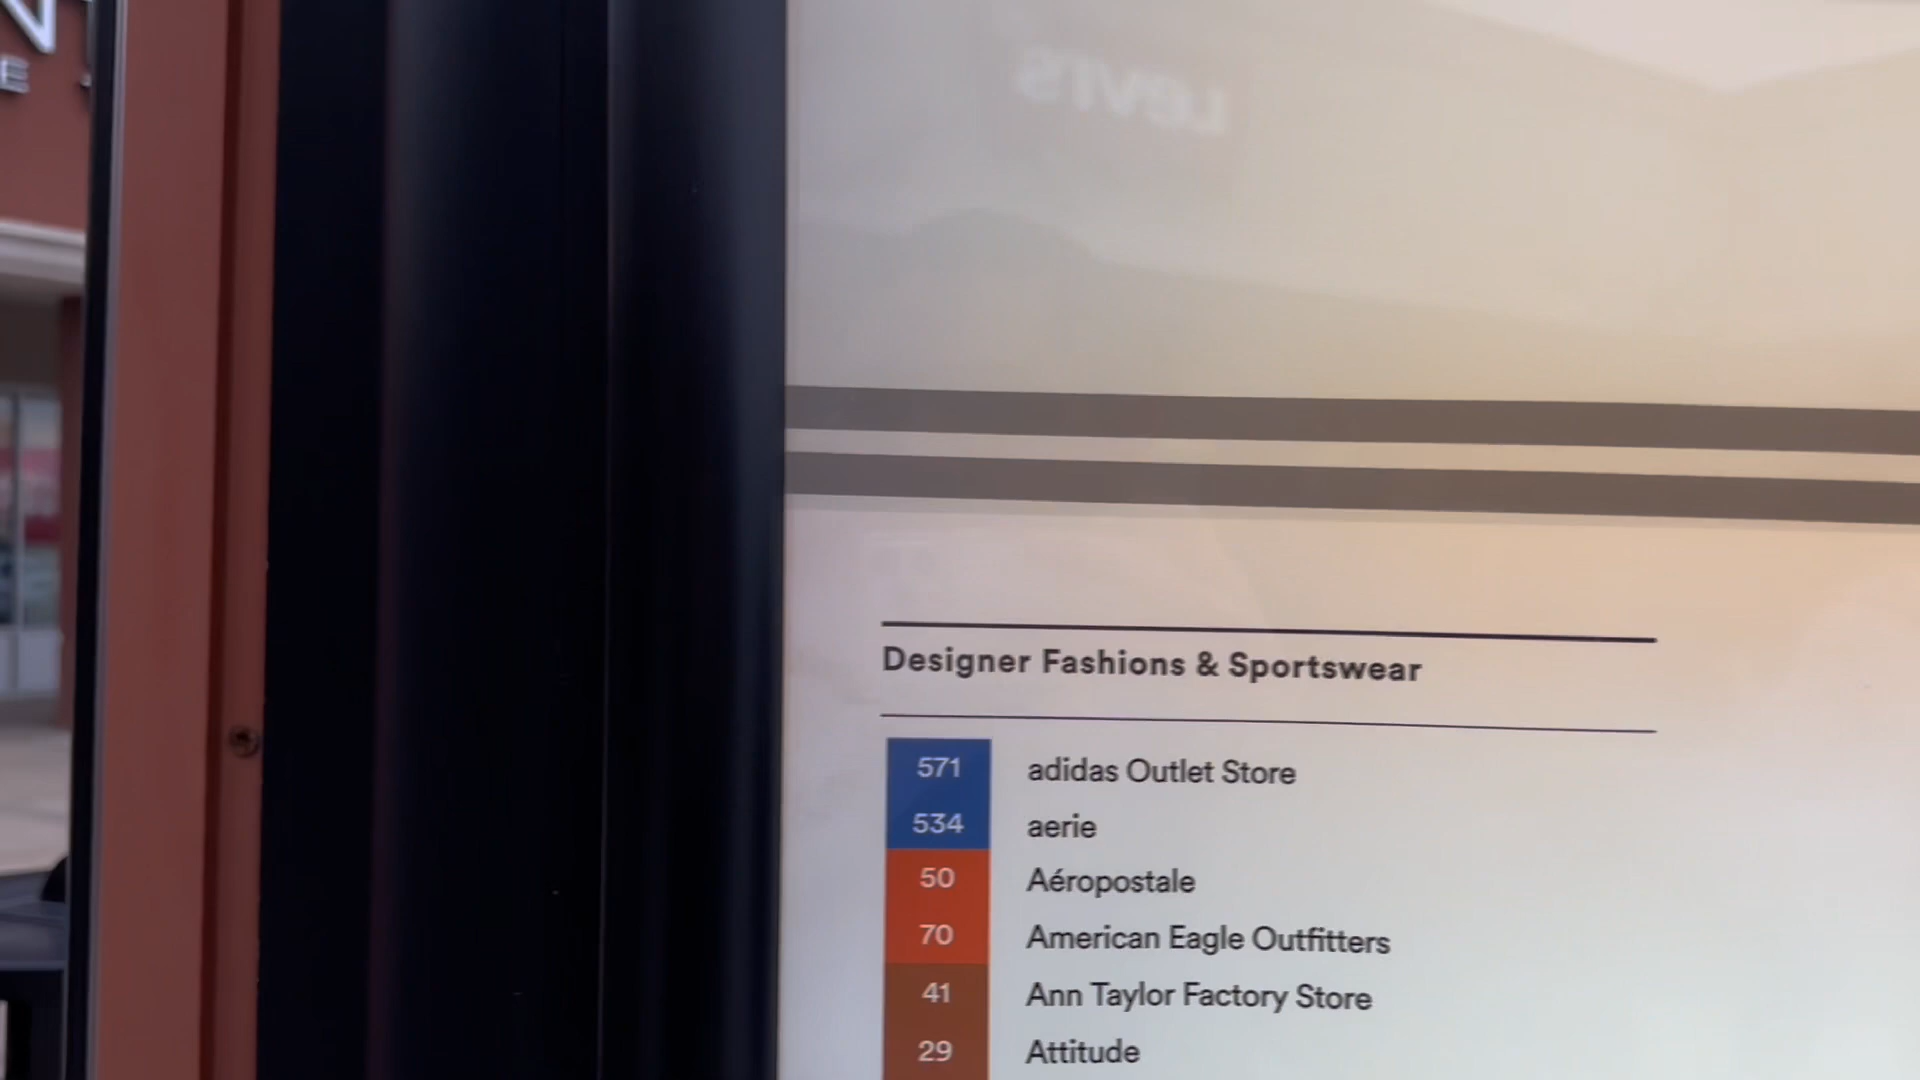 Levi's
Designer Fashions & Sportswear
571 adidas Outlet Store
534 aerie
50 Aéropostale
70 American Eagle Outfitters
41 Ann Taylor Factory Store
29 Attitude